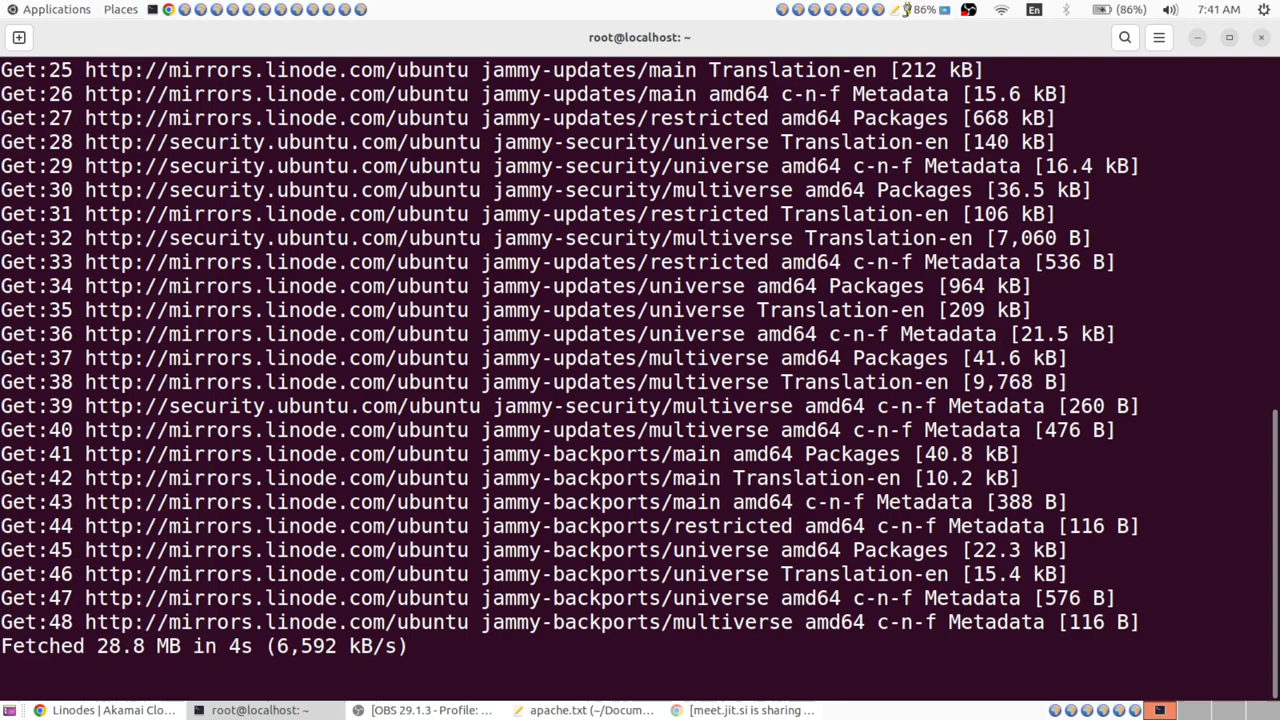 Applications Places 86% En (86%) 7:41 AM
root@localhost: ~
Get:25 http://mirrors.linode.com/ubuntu jammy-updates/main Translation-en [212 kB]
Get:26 http://mirrors.linode.com/ubuntu jammy-updates/main amd64 c-n-f Metadata [15.6 kB]
Get:27 http://mirrors.linode.com/ubuntu jammy-updates/restricted amd64 Packages [668 kB]
Get:28 http://security.ubuntu.com/ubuntu jammy-security/universe Translation-en [140 kB]
Get:29 http://security.ubuntu.com/ubuntu jammy-security/universe amd64 c-n-f Metadata [16.4 kB]
Get:30 http://security.ubuntu.com/ubuntu jammy-security/multiverse amd64 Packages [36.5 kB]
Get:31 http://mirrors.linode.com/ubuntu jammy-updates/restricted Translation-en [106 kB]
Get:32 http://security.ubuntu.com/ubuntu jammy-security/multiverse Translation-en [7,060 B]
Get:33 http://mirrors.linode.com/ubuntu jammy-updates/restricted amd64 c-n-f Metadata [536 B]
Get:34 http://mirrors.linode.com/ubuntu jammy-updates/universe amd64 Packages [964 kB]
Get:35 http://mirrors.linode.com/ubuntu jammy-updates/universe Translation-en [209 kB]
Get:36 http://mirrors.linode.com/ubuntu jammy-updates/universe amd64 c-n-f Metadata [21.5 kB]
Get:37 http://mirrors.linode.com/ubuntu jammy-updates/multiverse amd64 Packages [41.6 kB]
Get:38 http://mirrors.linode.com/ubuntu jammy-updates/multiverse Translation-en [9,768 B]
Get:39 http://security.ubuntu.com/ubuntu jammy-security/multiverse amd64 c-n-f Metadata [260 B]
Get:40 http://mirrors.linode.com/ubuntu jammy-updates/multiverse amd64 c-n-f Metadata [476 B]
Get:41 http://mirrors.linode.com/ubuntu jammy-backports/main amd64 Packages [40.8 kB]
Get:42 http://mirrors.linode.com/ubuntu jammy-backports/main Translation-en [10.2 kB]
Get:43 http://mirrors.linode.com/ubuntu jammy-backports/main amd64 c-n-f Metadata [388 B]
Get:44 http://mirrors.linode.com/ubuntu jammy-backports/restricted amd64 c-n-f Metadata [116 B]
Get:45 http://mirrors.linode.com/ubuntu jammy-backports/universe amd64 Packages [22.3 kB]
Get:46 http://mirrors.linode.com/ubuntu jammy-backports/universe Translation-en [15.4 kB]
Get:47 http://mirrors.linode.com/ubuntu jammy-backports/universe amd64 c-n-f Metadata [576 B]
Get:48 http://mirrors.linode.com/ubuntu jammy-backports/multiverse amd64 c-n-f Metadata [116 B]
Fetched 28.8 MB in 4s (6,592 kB/s)
Linodes | Akamai Clo... root@localhost: ~ [OBS 29.1.3 - Profile: ... apache.txt (~/Docum... [meet.jit.si is sharing ...